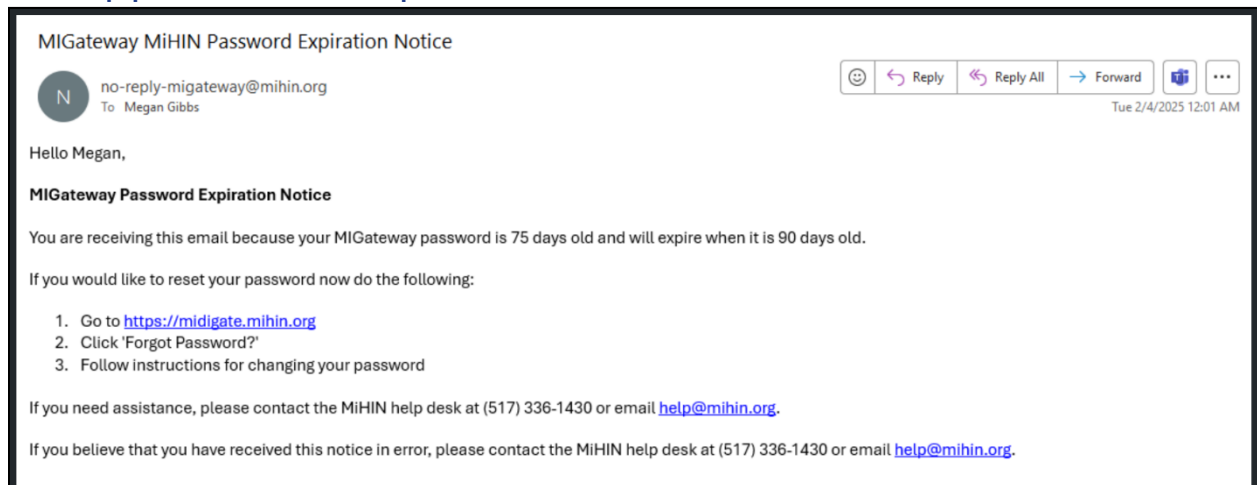 MIGateway MiHIN Password Expiration Notice
N
no-reply-migateway@mihin.org
To Megan Gibbs
Reply
Reply All
Forward
Tue 2/4/2025 12:01 AM
Hello Megan,
MIGateway Password Expiration Notice
You are receiving this email because your MIGateway password is 75 days old and will expire when it is 90 days old.
If you would like to reset your password now do the following:
1. Go to https://midigate.mihin.org
2. Click 'Forgot Password?'
3. Follow instructions for changing your password
If you need assistance, please contact the MiHIN help desk at (517) 336-1430 or email help@mihin.org.
If you believe that you have received this notice in error, please contact the MiHIN help desk at (517) 336-1430 or email help@mihin.org.